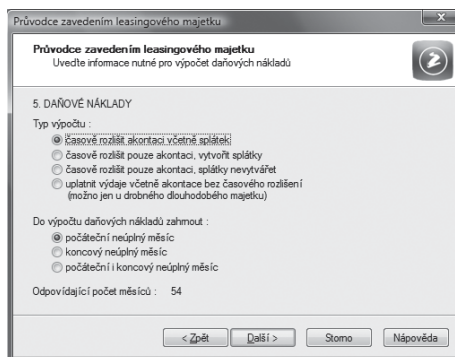 Průvodce zavedením leasingového majetku
Průvodce zavedením leasingového majetku
Uveďte informace nutné pro výpočet daňových nákladů
5. DAŇOVÉ NÁKLADY
Typ výpočtu :
časově rozlišit akontaci včetně splátek
časově rozlišit pouze akontaci, vytvořit splátky
časově rozlišit pouze akontaci, splátky nevytvářet
uplatnit výdaje včetně akontace bez časového rozlišení
(možno jen u drobného dlouhodobého majetku)
Do výpočtu daňových nákladů zahrnout :
počáteční neúplný měsíc
koncový neúplný měsíc
počáteční i koncový neúplný měsíc
Odpovídající počet měsíců : 54
< Zpět Další > Storno Nápověda